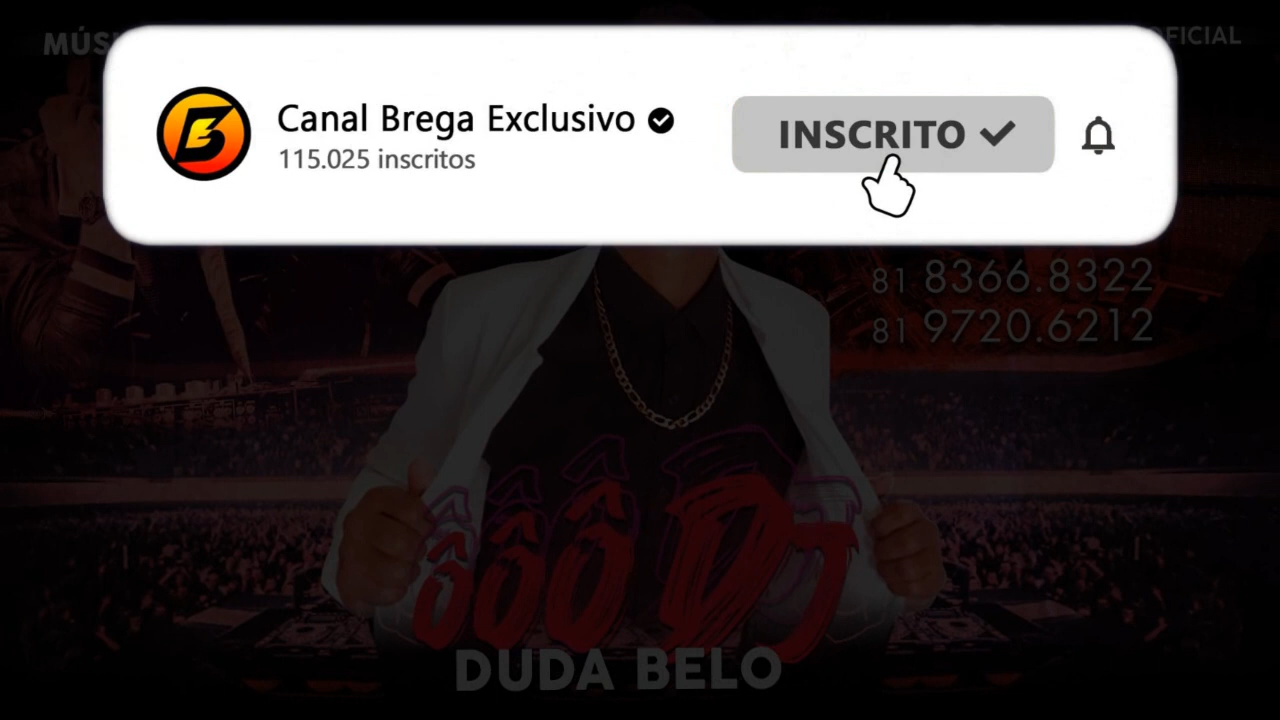 Canal Brega Exclusivo
115.025 inscritos
INSCRITO
81 8366.8322
81 9720.6212
ôôô DJ
DUDA BELO